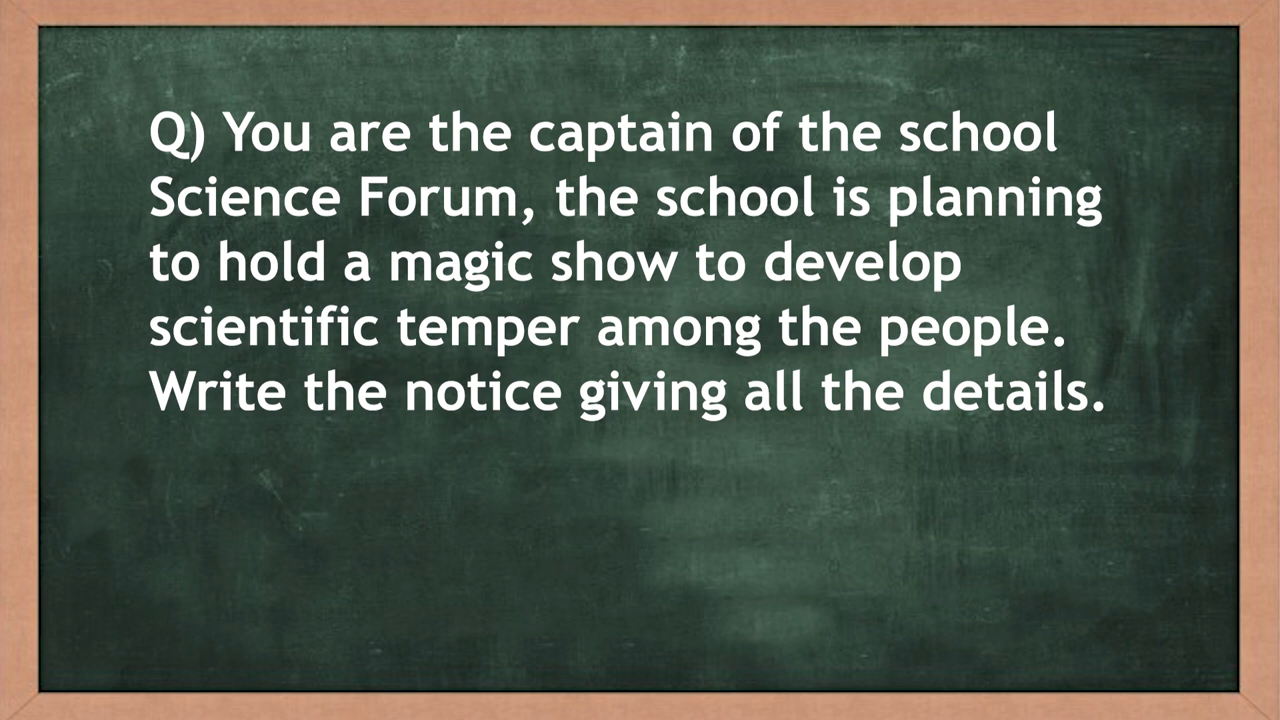 Q) You are the captain of the school
Science Forum, the school is planning
to hold a magic show to develop
scientific temper among the people.
Write the notice giving all the details.